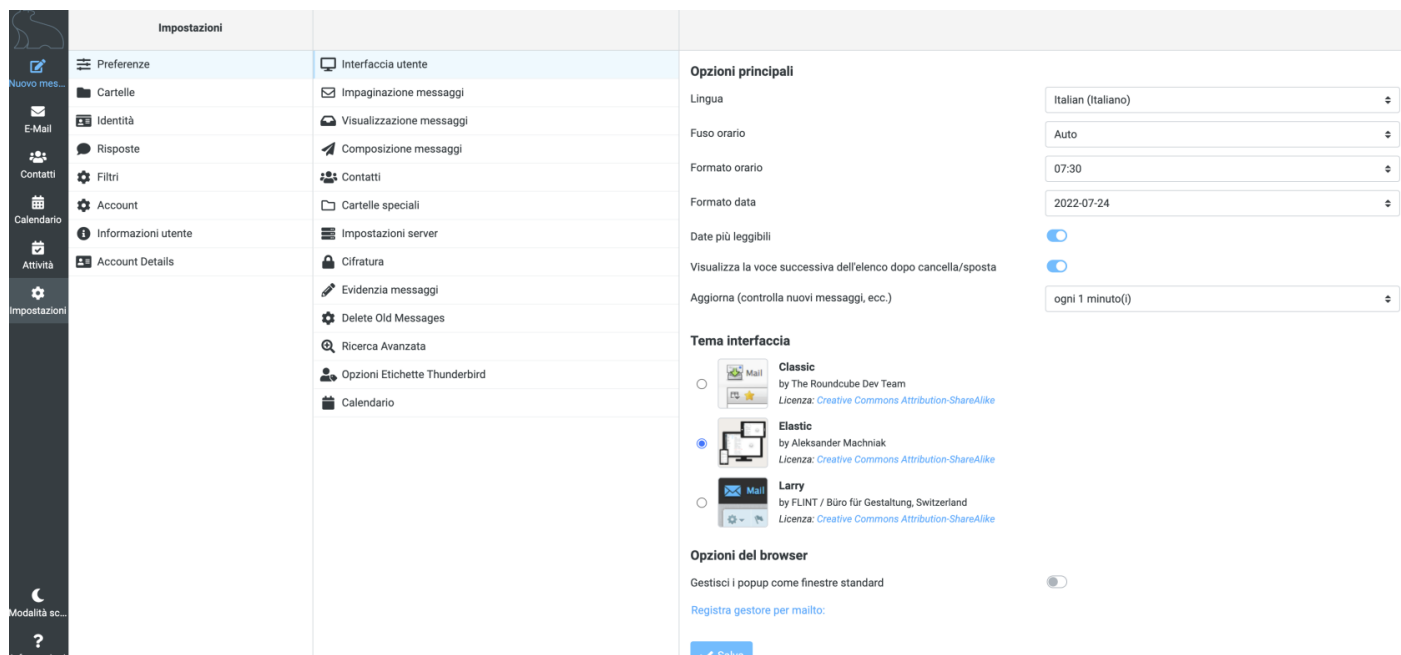 Impostazioni
Nuovo mes...
E-Mail
Contatti
Calendario
Attività
Impostazioni
Modalità sc...
?
Preferenze
Cartelle
Identità
Risposte
Filtri
Account
Informazioni utente
Account Details
Interfaccia utente
Impaginazione messaggi
Visualizzazione messaggi
Composizione messaggi
Contatti
Cartelle speciali
Impostazioni server
Cifratura
Evidenzia messaggi
Delete Old Messages
Ricerca Avanzata
Opzioni Etichette Thunderbird
Calendario
Opzioni principali
Lingua Italian (Italiano)
Fuso orario Auto
Formato orario 07:30
Formato data 2022-07-24
Date più leggibili
Visualizza la voce successiva dell'elenco dopo cancella/sposta
Aggiorna (controlla nuovi messaggi, ecc.) ogni 1 minuto(i)
Tema interfaccia
Mail
Classic
by The Roundcube Dev Team
Licenza: Creative Commons Attribution-ShareAlike
Elastic
by Aleksander Machniak
Licenza: Creative Commons Attribution-ShareAlike
Mail
Larry
by FLINT / Büro für Gestaltung, Switzerland
Licenza: Creative Commons Attribution-ShareAlike
Opzioni del browser
Gestisci i popup come finestre standard
Registra gestore per mailto:
Salva